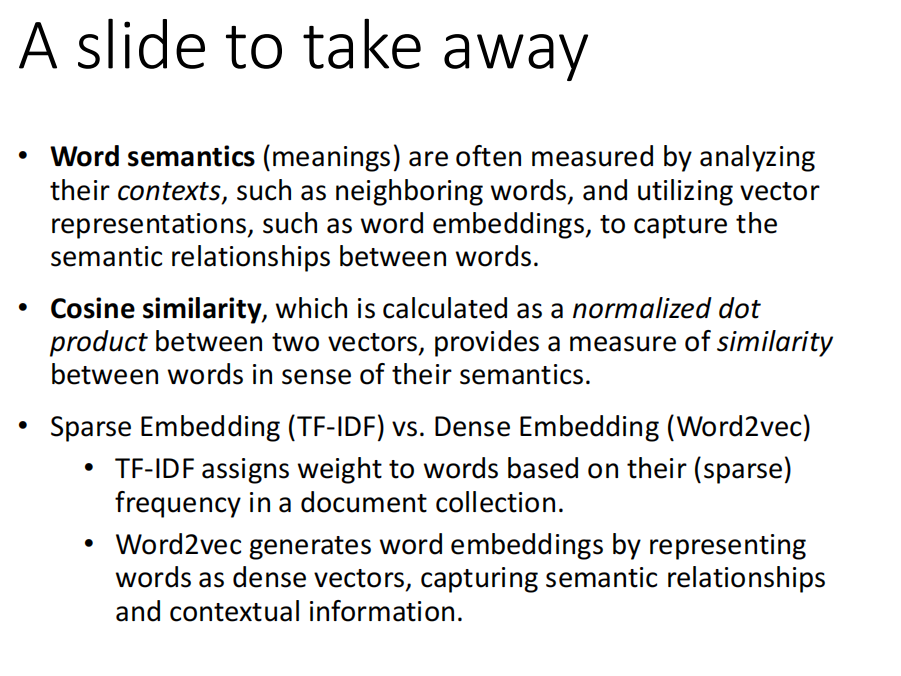 A slide to take away
• Word semantics (meanings) are often measured by analyzing
their contexts, such as neighboring words, and utilizing vector
representations, such as word embeddings, to capture the
semantic relationships between words.
• Cosine similarity, which is calculated as a normalized dot
product between two vectors, provides a measure of similarity
between words in sense of their semantics.
• Sparse Embedding (TF-IDF) vs. Dense Embedding (Word2vec)
• TF-IDF assigns weight to words based on their (sparse)
frequency in a document collection.
• Word2vec generates word embeddings by representing
words as dense vectors, capturing semantic relationships
and contextual information.